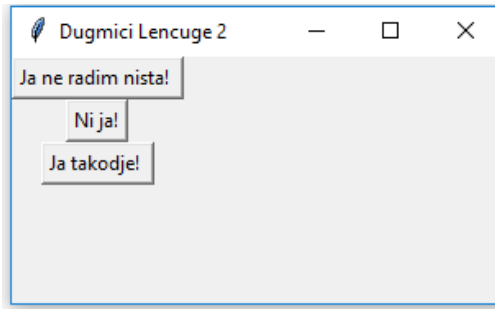 Dugmici Lencuge 2
Ja ne radim nista!
Ni ja!
Ja takodje!